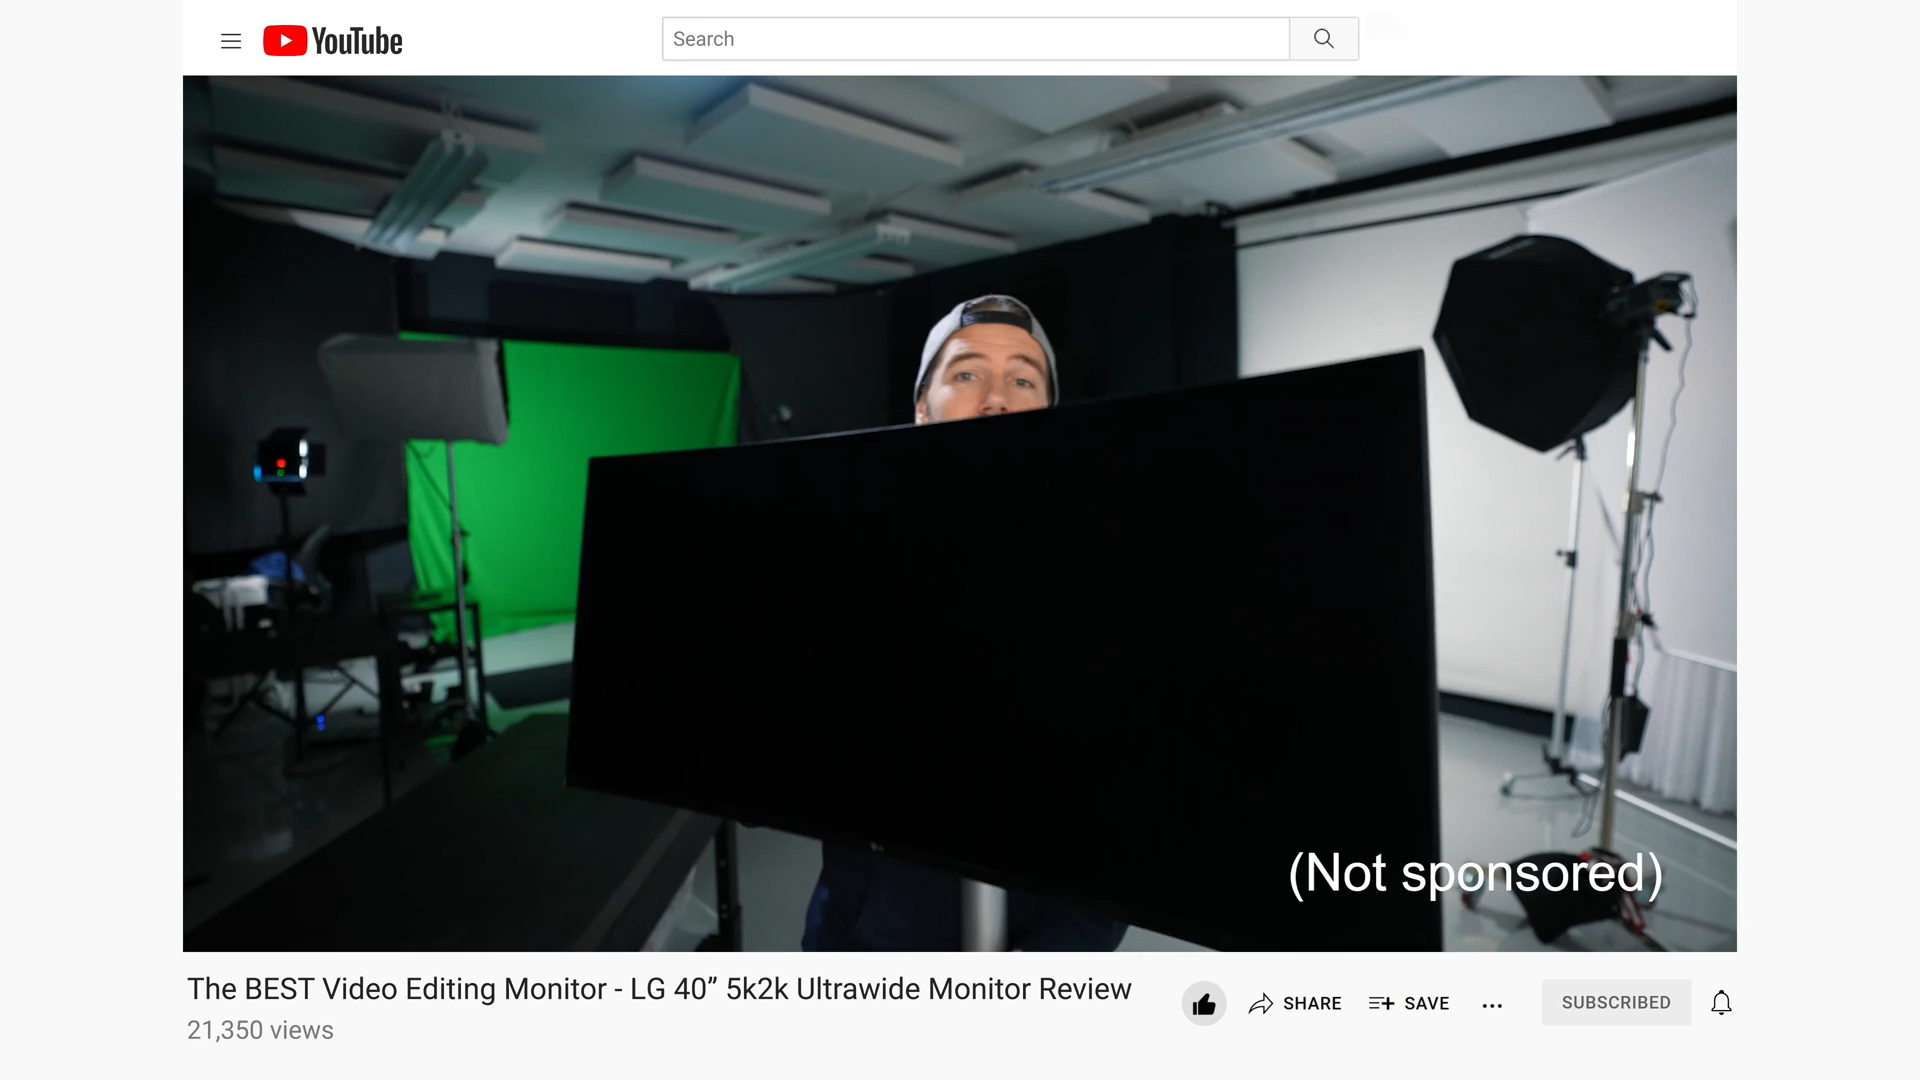 YouTube
Search
(Not sponsored)
The BEST Video Editing Monitor - LG 40” 5k2k Ultrawide Monitor Review
SHARE
SAVE
SUBSCRIBED
21,350 views